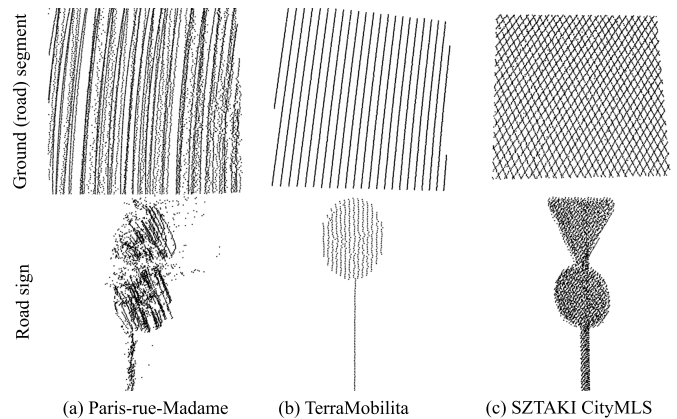 Ground (road) segment
Road sign
(a) Paris-rue-Madame
(b) TerraMobilita
(c) SZTAKI CityMLS